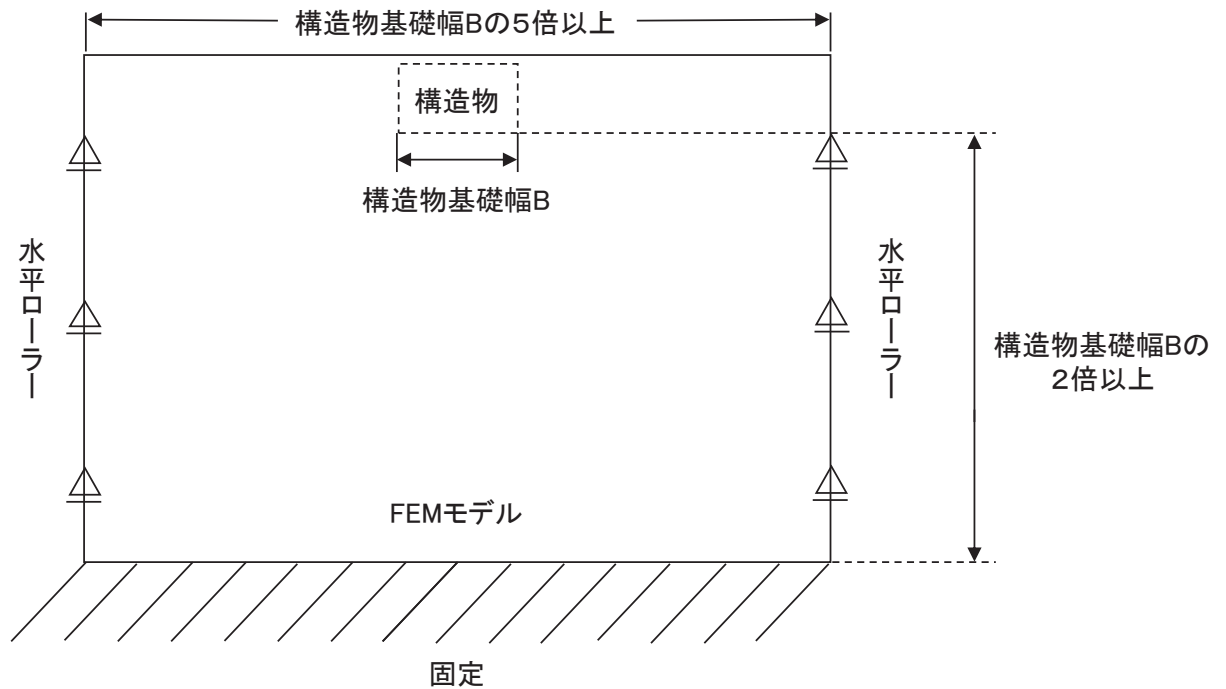 構造物基礎幅Bの5倍以上
構造物
構造物基礎幅B
水平ローラー
水平ローラー
構造物基礎幅Bの
2倍以上
FEMモデル
固定